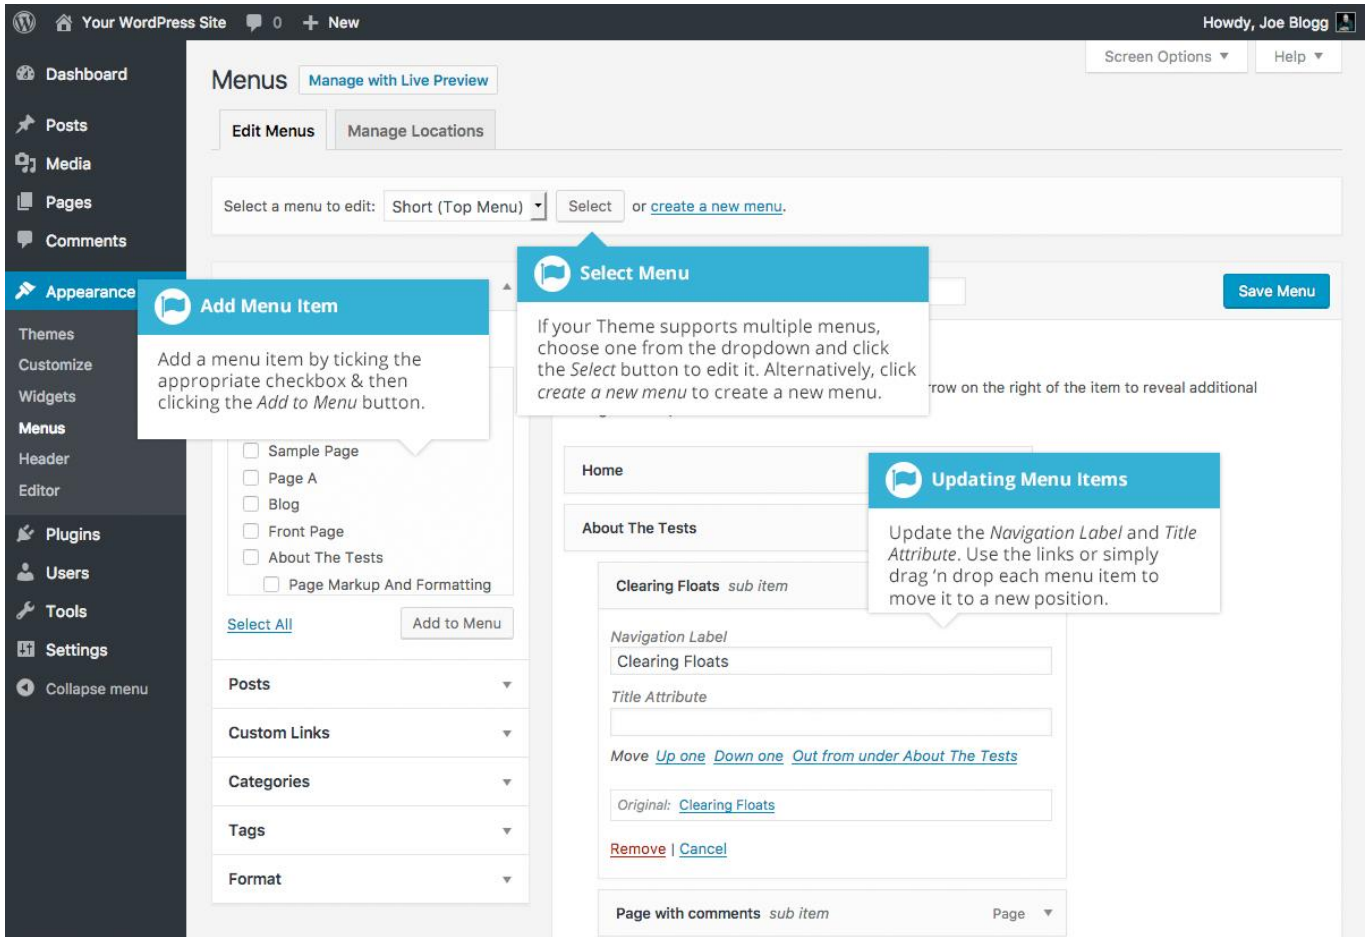 Your WordPress Site 0 + New
Howdy, Joe Blogg
Screen Options
Help
Dashboard
Posts
Media
Pages
Comments
Appearance
Themes
Customize
Widgets
Menus
Header
Editor
Plugins
Users
Tools
Settings
Collapse menu
Menus Manage with Live Preview
Edit Menus Manage Locations
Select a menu to edit: Short (Top Menu) Select or create a new menu.
Save Menu
Add Menu Item
Add a menu item by ticking the
appropriate checkbox & then
clicking the Add to Menu button.
Select Menu
If your Theme supports multiple menus,
choose one from the dropdown and click
the Select button to edit it. Alternatively, click
create a new menu to create a new menu.
on the right of the item to reveal additional
Sample Page
Page A
Blog
Front Page
About The Tests
Page Markup And Formatting
Select All Add to Menu
Posts
Custom Links
Categories
Tags
Format
Home
About The Tests
Updating Menu Items
Update the Navigation Label and Title
Attribute. Use the links or simply
drag ‘n drop each menu item to
move it to a new position.
Clearing Floats sub item
Navigation Label
Clearing Floats
Title Attribute
Move Up one Down one Out from under About The Tests
Original: Clearing Floats
Remove | Cancel
Page with comments sub item Page